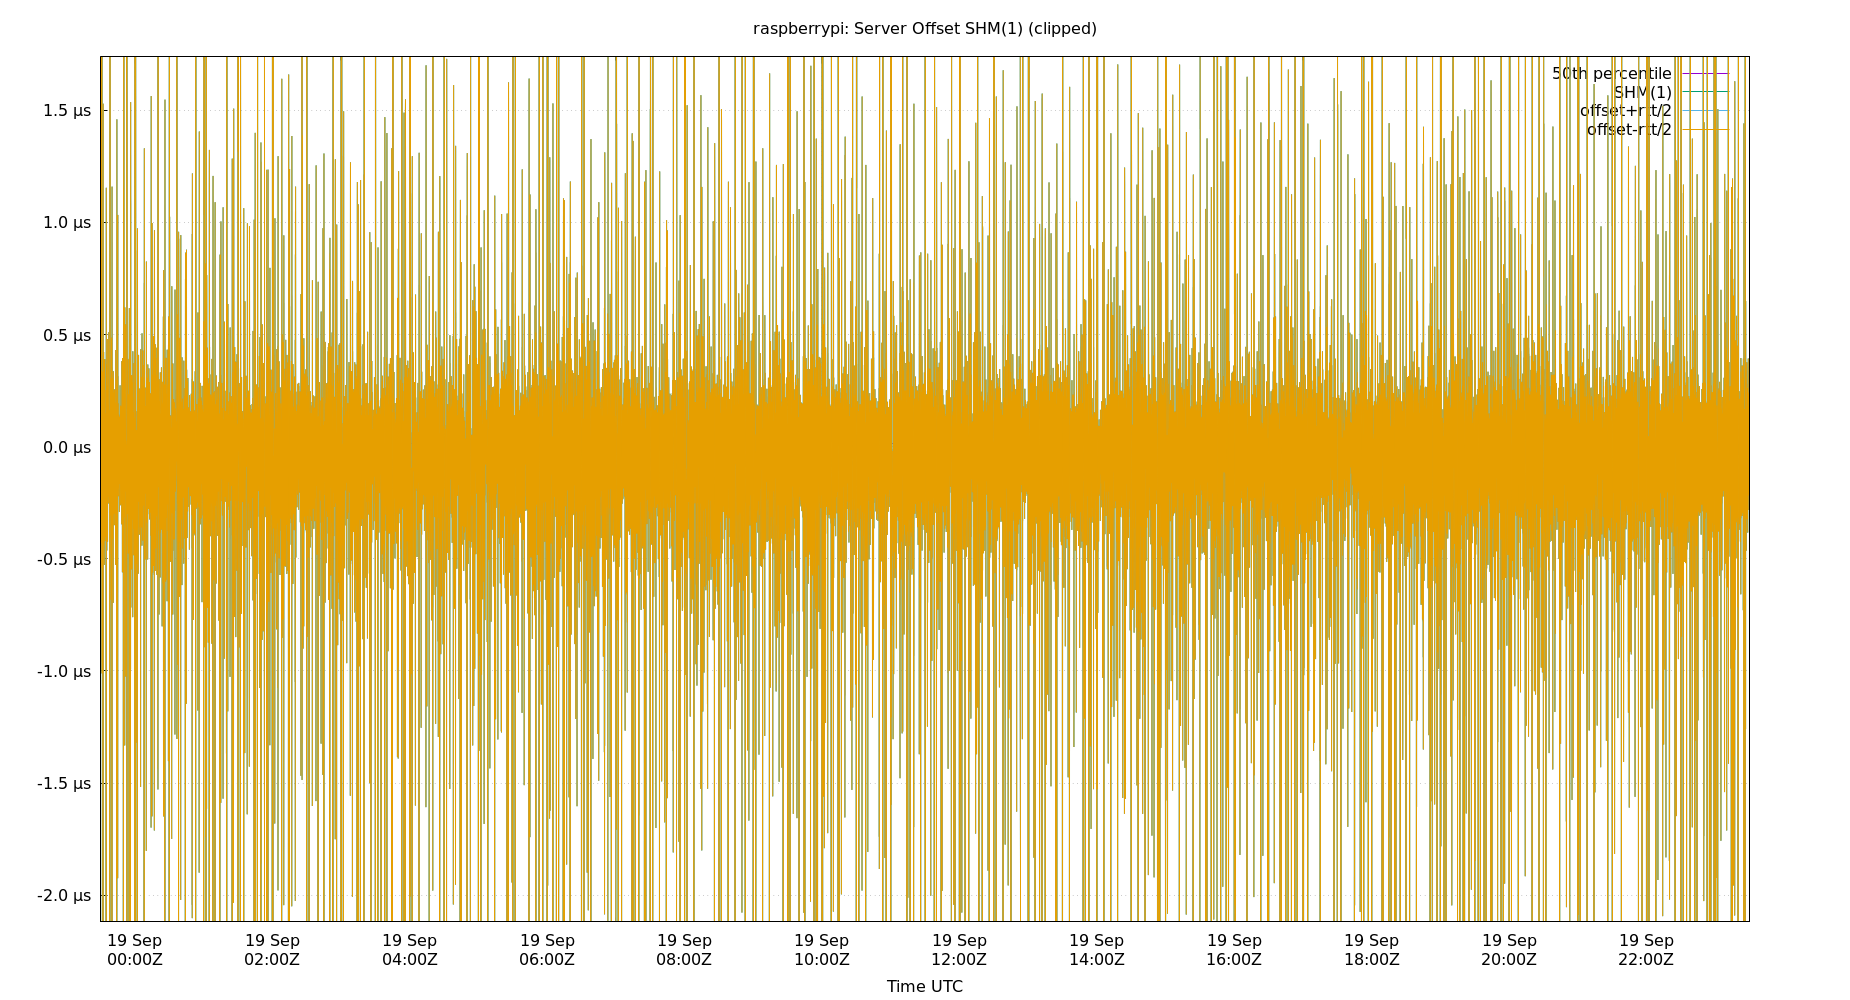 raspberrypi: Server Offset SHM(1) (clipped)
50th percentile
SHM(1)
offset+rtt/2
offset-rtt/2
1.5 µs
1.0 µs
0.5 µs
0.0 µs
-0.5 µs
-1.0 µs
-1.5 µs
-2.0 µs
19 Sep 19 Sep 19 Sep 19 Sep 19 Sep 19 Sep 19 Sep 19 Sep 19 Sep 19 Sep 19 Sep 19 Sep
00:00Z 02:00Z 04:00Z 06:00Z 08:00Z 10:00Z 12:00Z 14:00Z 16:00Z 18:00Z 20:00Z 22:00Z
Time UTC